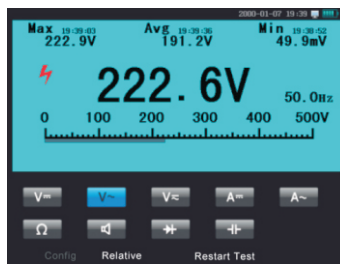 2000-01-07 19:39
Max 19:39:03 Avg 19:39:36 Min 19:38:52
222.9V 191.2V 49.9mV
222.6V 50.0Hz
0 100 200 300 400 500V
V⎓ V~ V≂ A⎓ A~
Ω
Config Relative Restart Test